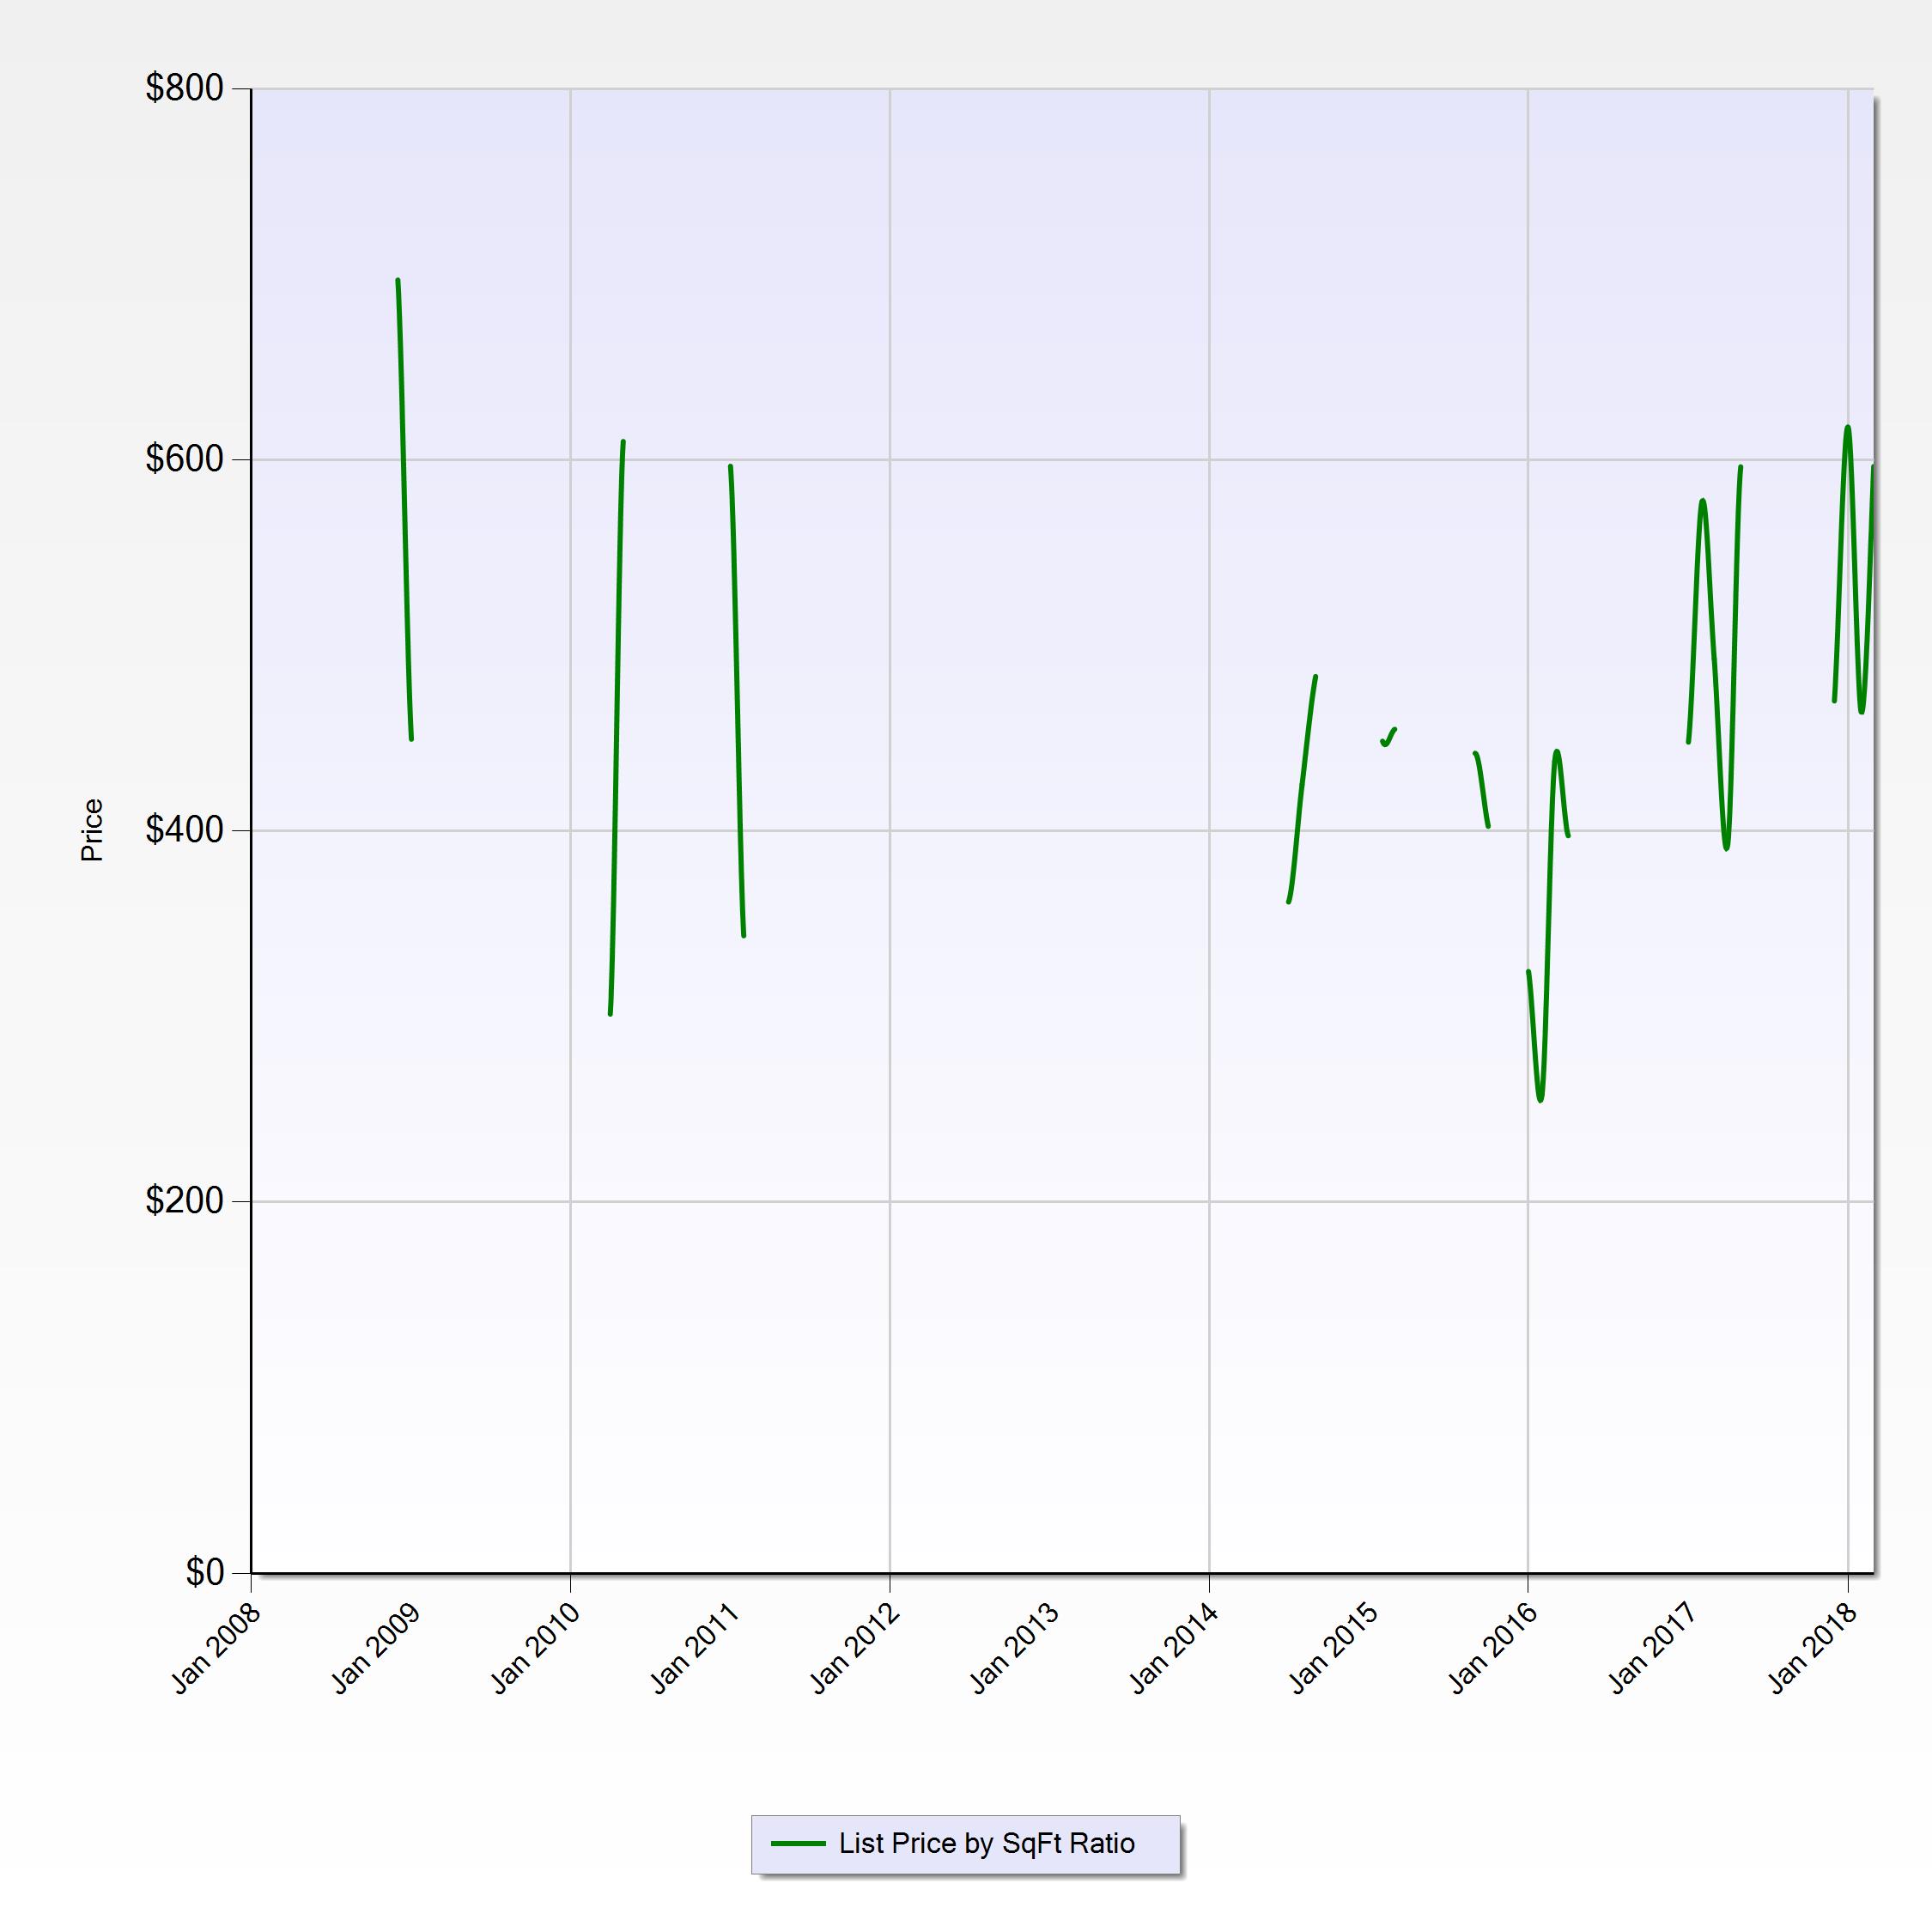 $800
$600
$400
$200
$0
Price
Jan 2008
Jan 2009
Jan 2010
Jan 2011
Jan 2012
Jan 2013
Jan 2014
Jan 2015
Jan 2016
Jan 2017
Jan 2018
List Price by SqFt Ratio